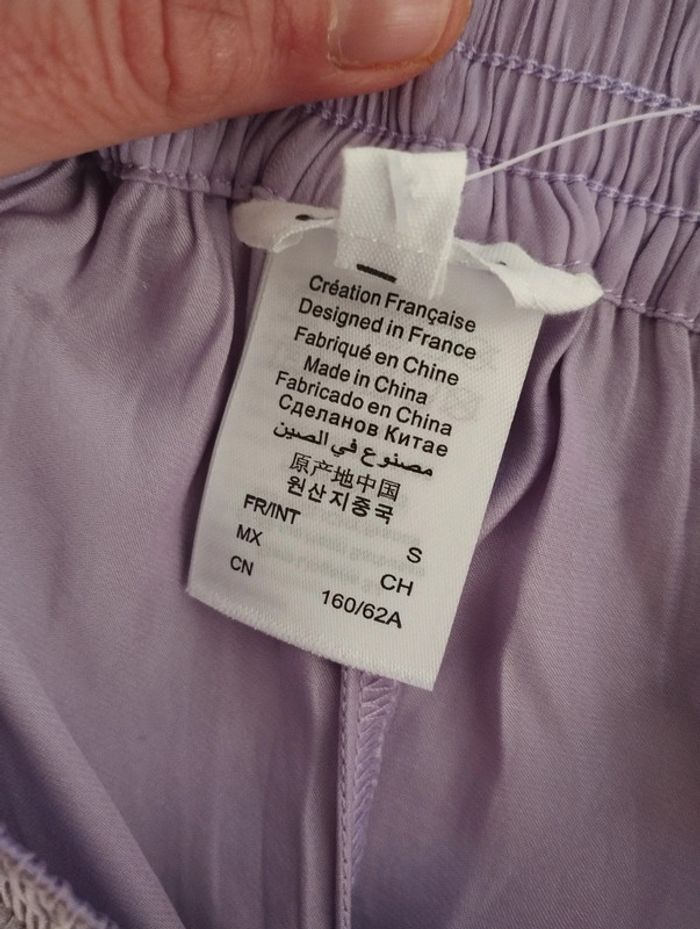 Création Française
Designed in France
Fabriqué en Chine
Made in China
Fabricado en China
Сделанов Китае
مصنوع في الصين
原产地中国
원산지중국
FR/INT S
MX CH
CN 160/62A